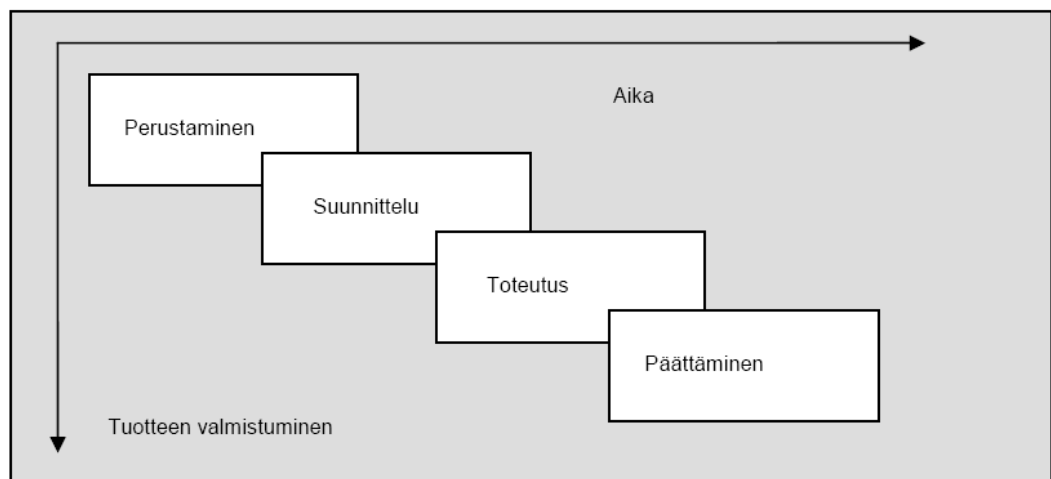 Aika
Perustaminen
Suunnittelu
Toteutus
Päättäminen
Tuotteen valmistuminen